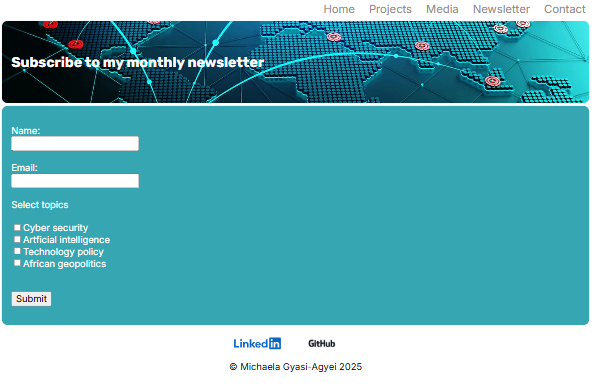 Home Projects Media Newsletter Contact
Subscribe to my monthly newsletter
Name:
Email:
Select topics
Cyber security
Artficial intelligence
Technology policy
African geopolitics
Submit
LinkedIn GitHub
© Michaela Gyasi-Agyei 2025